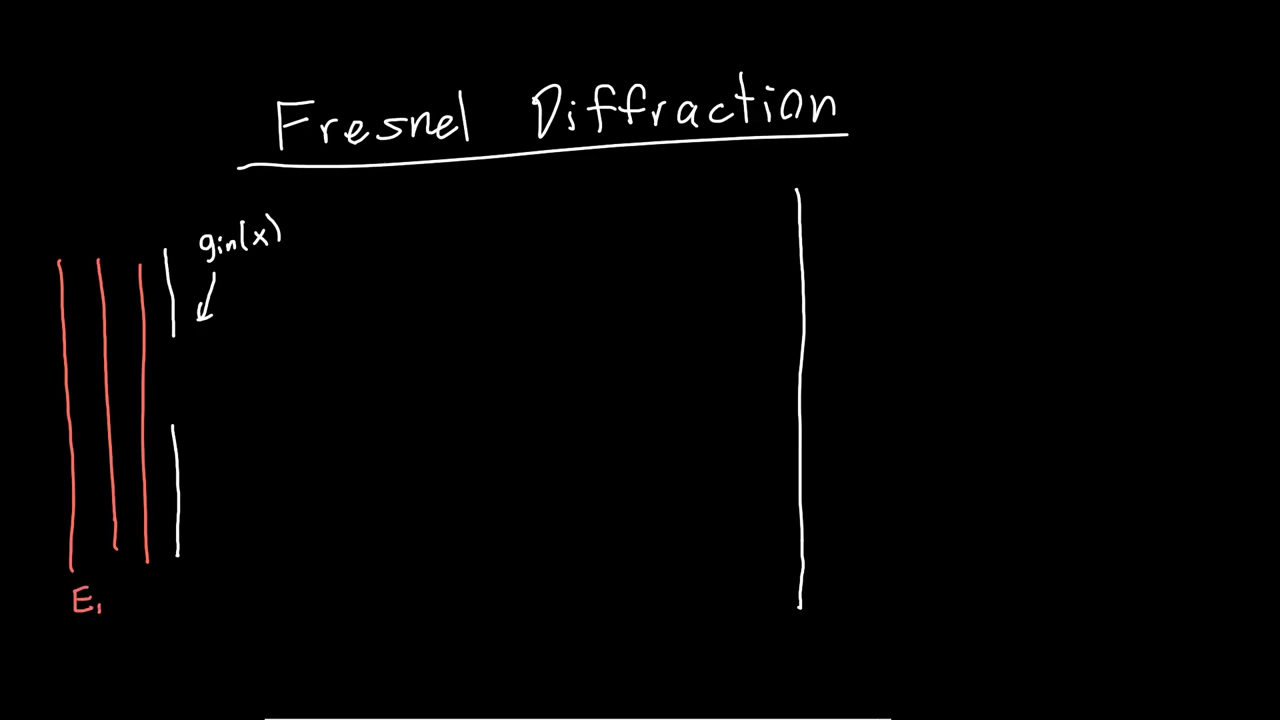 Fresnel Diffraction
gin(x)
E₁